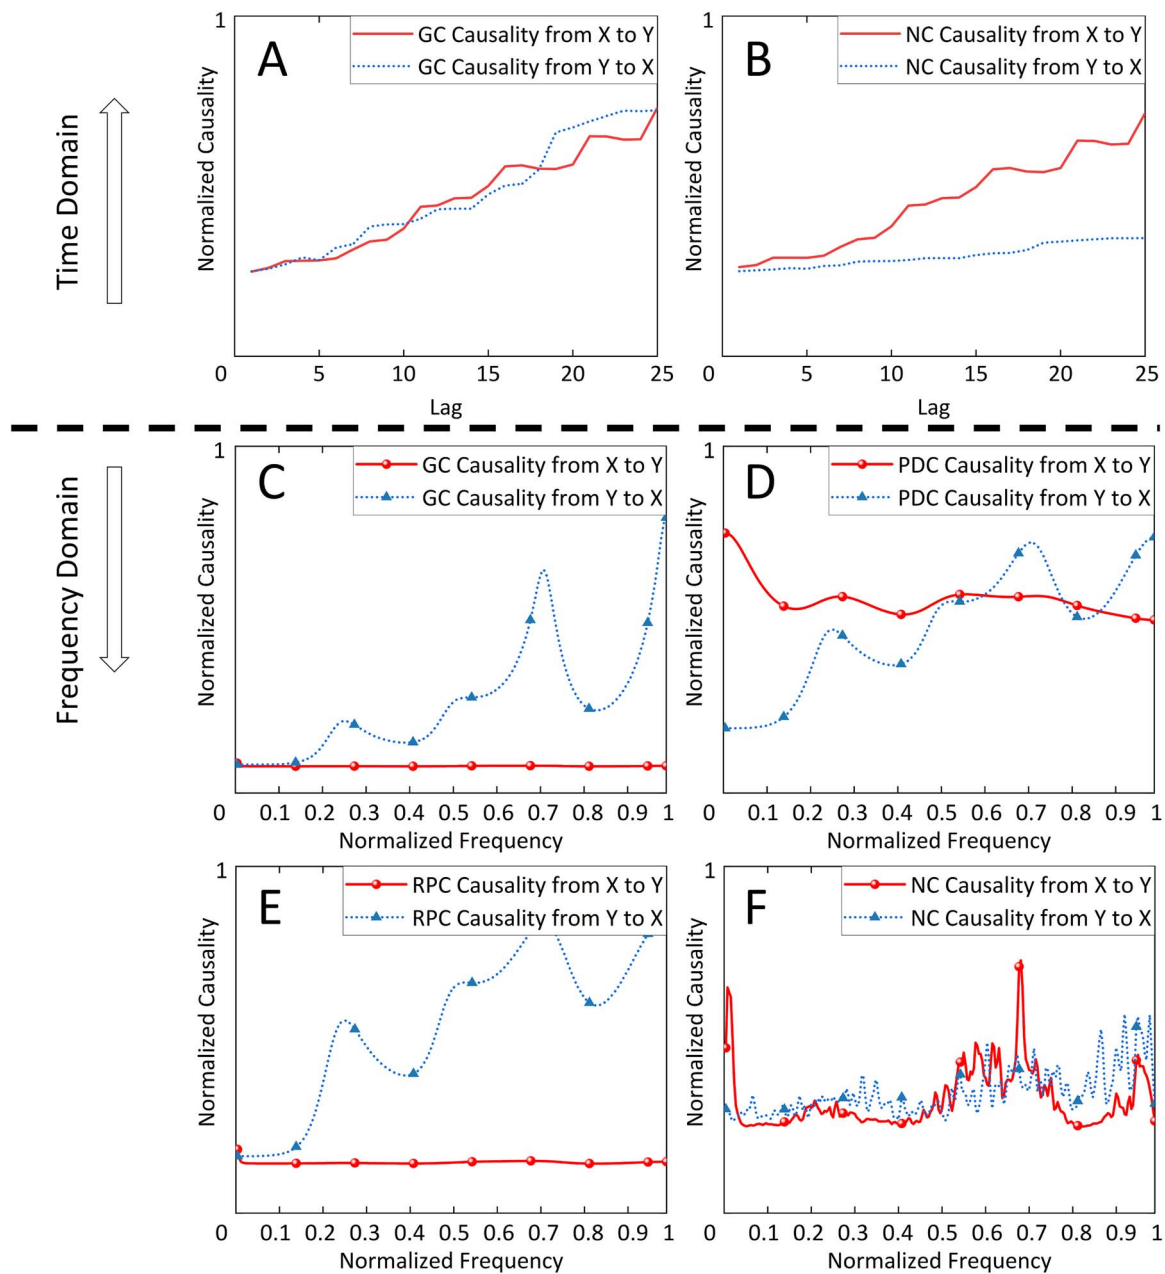 Time Domain
1
A
GC Causality from X to Y
GC Causality from Y to X
Normalized Causality
0 5 10 15 20 25
Lag
1
B
NC Causality from X to Y
NC Causality from Y to X
Normalized Causality
0 5 10 15 20 25
Lag
Frequency Domain
1
C
GC Causality from X to Y
GC Causality from Y to X
Normalized Causality
0 0.1 0.2 0.3 0.4 0.5 0.6 0.7 0.8 0.9 1
Normalized Frequency
1
D
PDC Causality from X to Y
PDC Causality from Y to X
Normalized Causality
0 0.1 0.2 0.3 0.4 0.5 0.6 0.7 0.8 0.9 1
Normalized Frequency
1
E
RPC Causality from X to Y
RPC Causality from Y to X
Normalized Causality
0 0.1 0.2 0.3 0.4 0.5 0.6 0.7 0.8 0.9 1
Normalized Frequency
1
F
NC Causality from X to Y
NC Causality from Y to X
Normalized Causality
0 0.1 0.2 0.3 0.4 0.5 0.6 0.7 0.8 0.9 1
Normalized Frequency